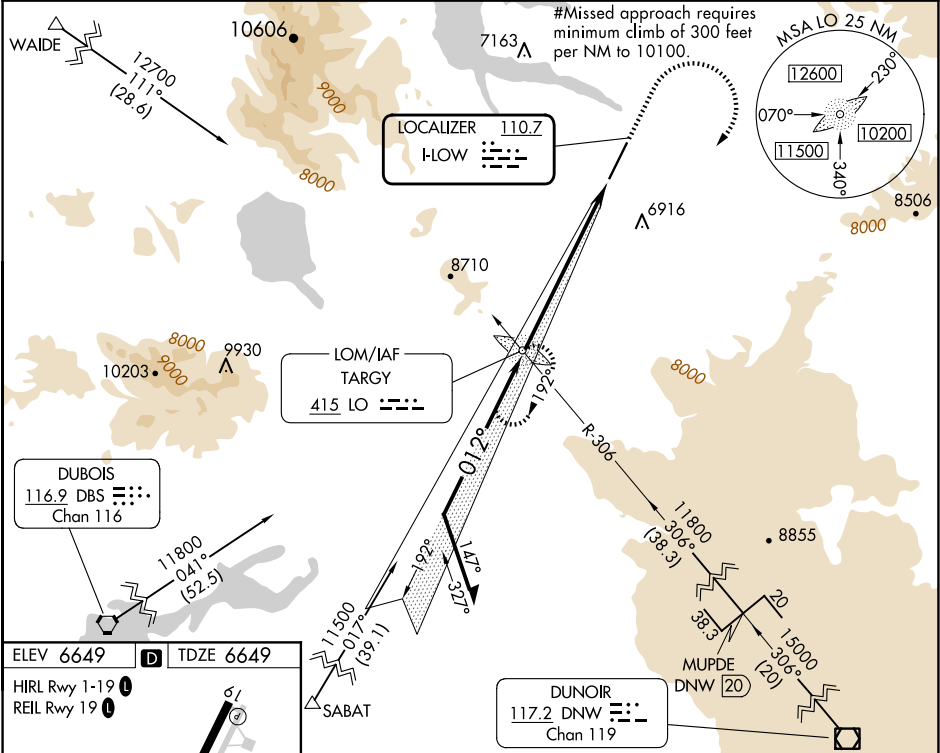 #Missed approach requires
minimum climb of 300 feet
per NM to 10100.
WAIDE
12700
111°
(28.6)
10606
9000
8000
7163
MSA LO 25 NM
12600
230°
070°
10200
11500
340°
LOCALIZER 110.7
I-LOW
6916
8506
8000
8710
8000
9000
10203
9930
LOM/IAF
TARGY
415 LO
192°
8000
012°
R-306
DUBOIS
116.9 DBS
Chan 116
11800
041°
(52.5)
192°
147°
327°
11800
306°
(38.3)
8855
20
38.3
MUPDE
DNW 20
15000
306°
(20)
11500
017°
(39.1)
SABAT
DUNOIR
117.2 DNW
Chan 119
ELEV 6649 D TDZE 6649
HIRL Rwy 1-19 L
REIL Rwy 19 L
19
P